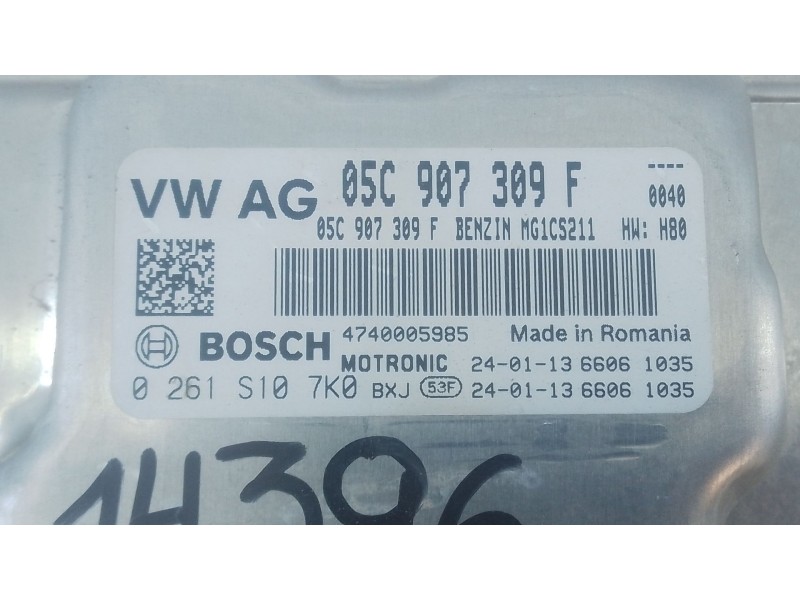 VW AG 05C 907 309 F ----
0040
05C 907 309 F BENZIN MG1CS211 HW: H80
BOSCH 4740005985 Made in Romania
MOTRONIC 24-01-13 6606 1035
0 261 S10 7K0 BXJ 53F 24-01-13 6606 1035
14396